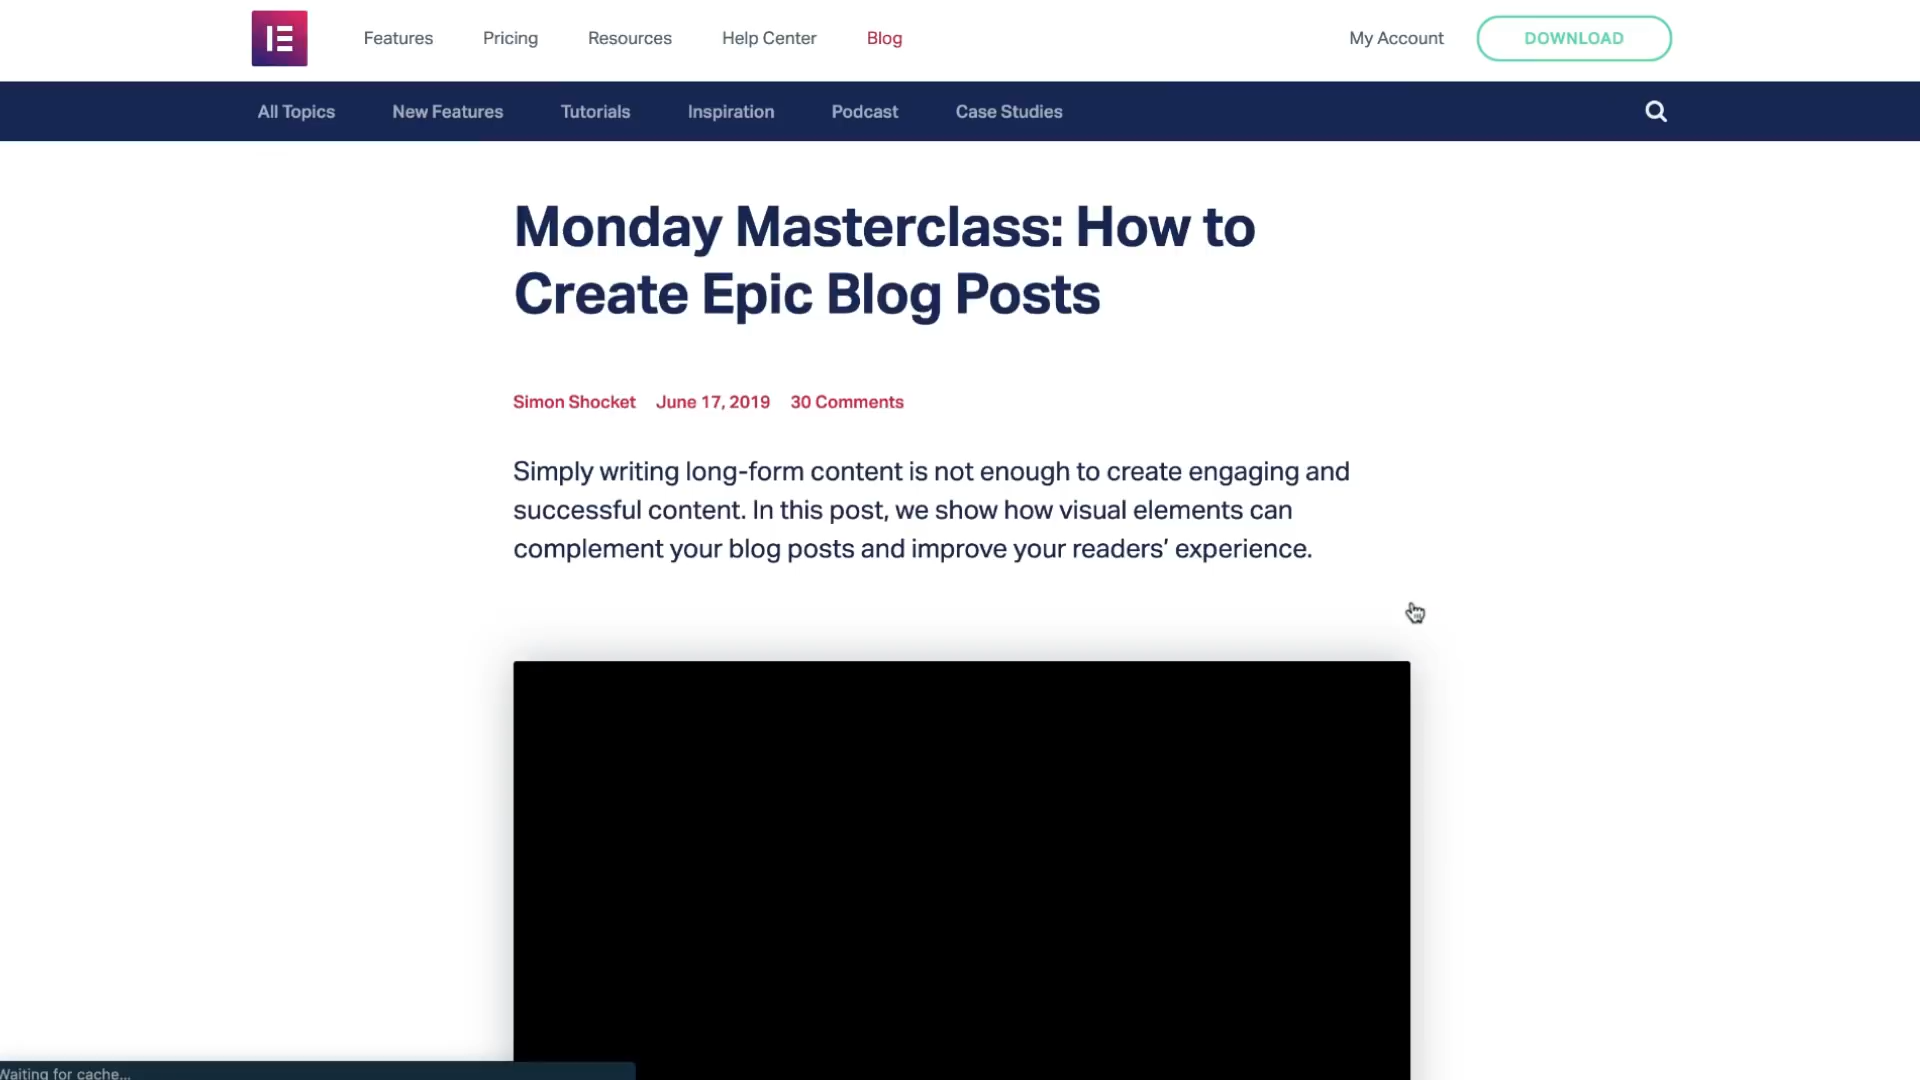 Features Pricing Resources Help Center Blog My Account DOWNLOAD
All Topics New Features Tutorials Inspiration Podcast Case Studies
Monday Masterclass: How to
Create Epic Blog Posts
Simon Shocket June 17, 2019 30 Comments
Simply writing long-form content is not enough to create engaging and
successful content. In this post, we show how visual elements can
complement your blog posts and improve your readers’ experience.
Waiting for cache...